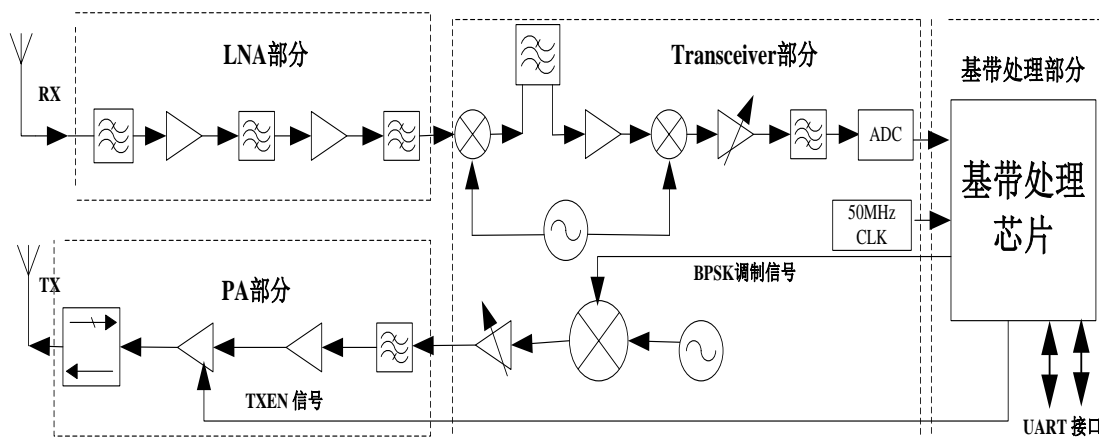 LNA部分
Transceiver部分
基带处理部分
RX
ADC
基带处理
芯片
50MHz
CLK
BPSK调制信号
TX
PA部分
TXEN 信号
UART 接口